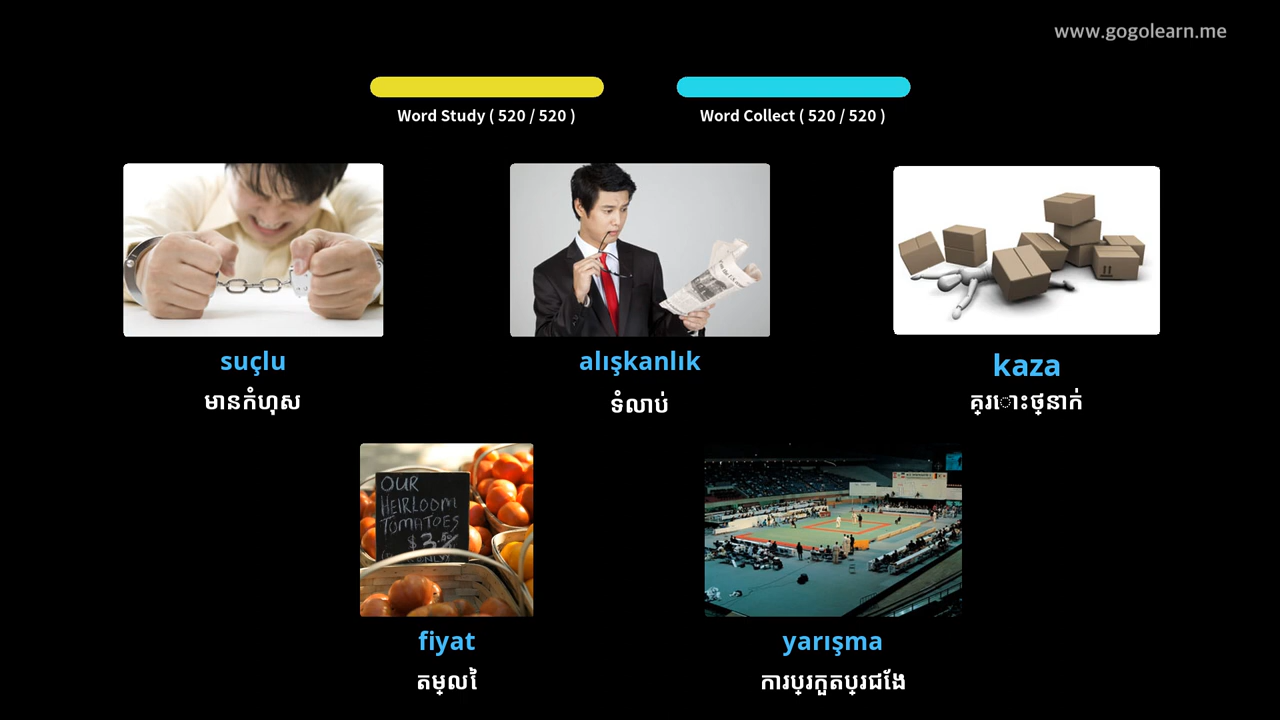 www.gogolearn.me
Word Study ( 520 / 520 )
Word Collect ( 520 / 520 )
suçlu
alışkanlık
kaza
មានកំហុស
ទំលាប់
គ្រោះថ្នាក់
OUR
HEIRLOOM
TOMATOES
$3.
fiyat
yarışma
តម្លៃ
ការប្រកួតប្រជែង